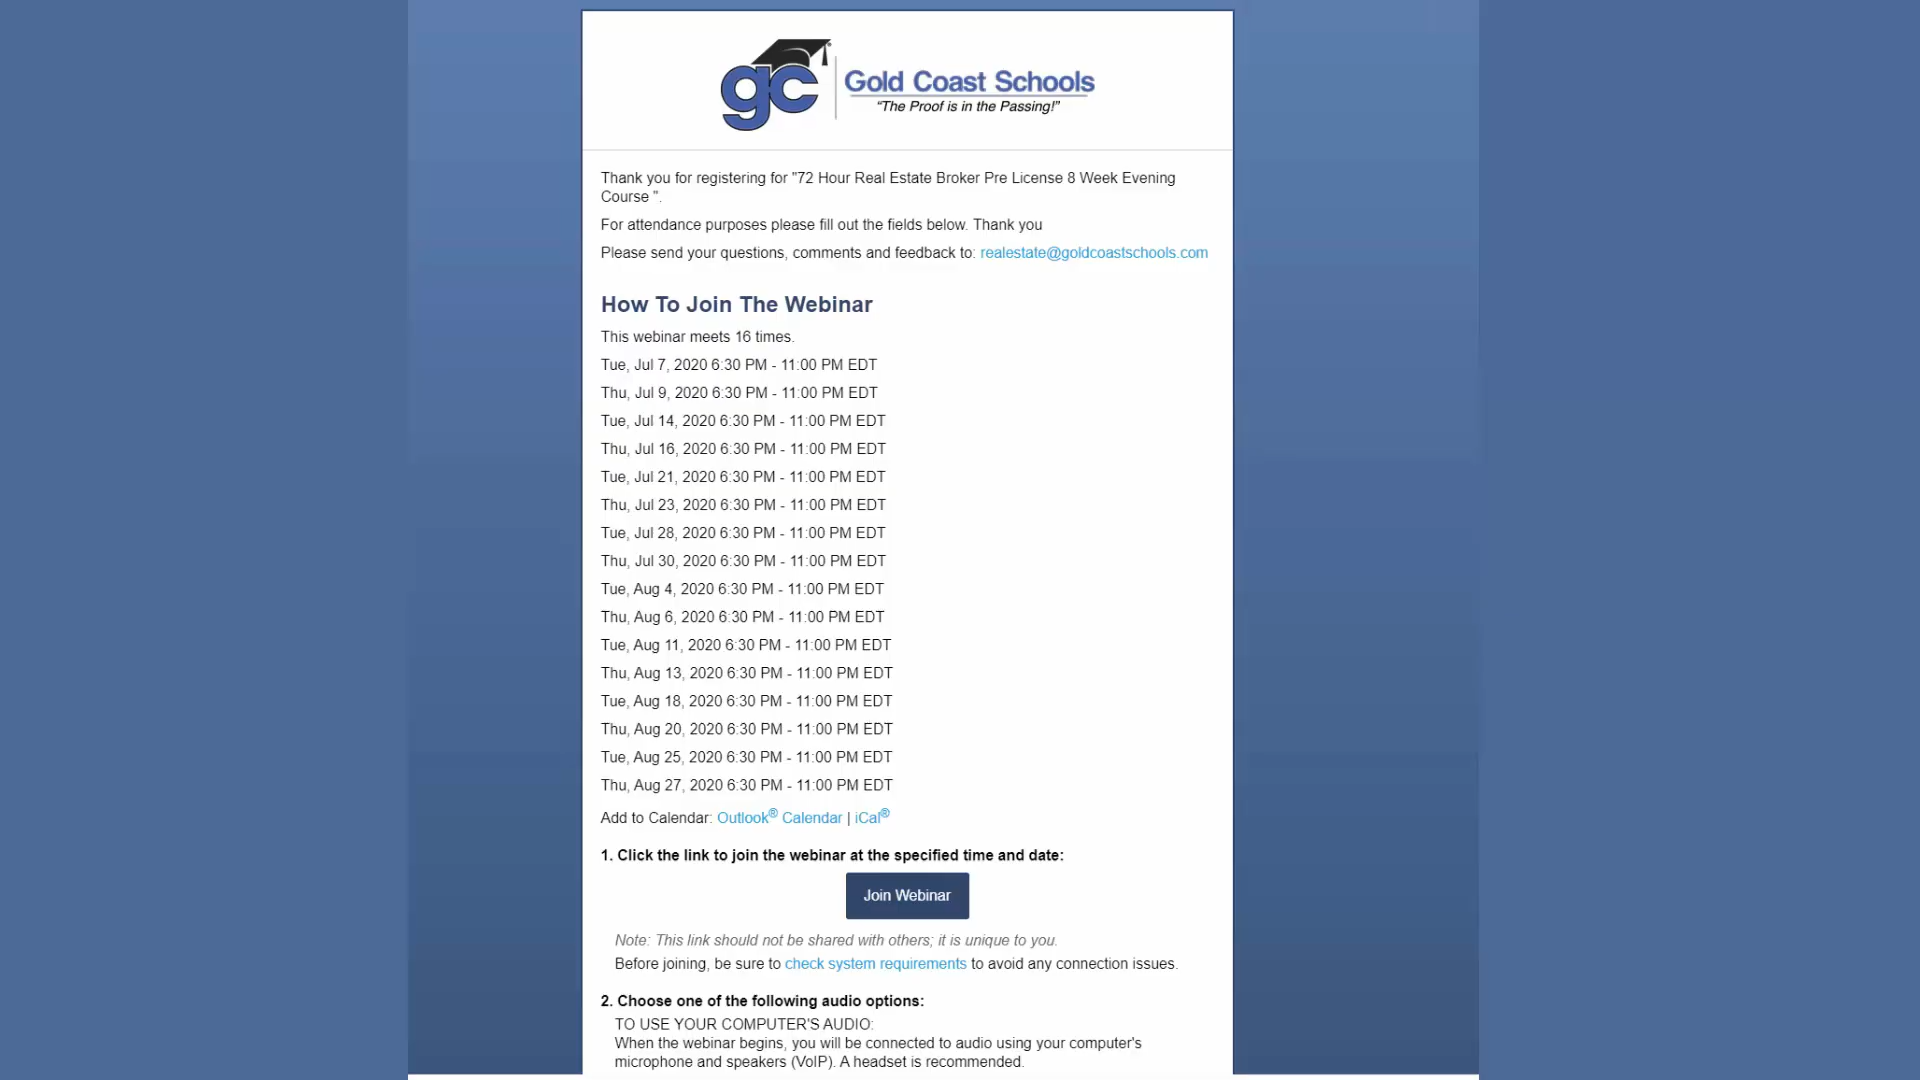 gc
Gold Coast Schools
“The Proof is in the Passing!”
Thank you for registering for "72 Hour Real Estate Broker Pre License 8 Week Evening
Course ".
For attendance purposes please fill out the fields below. Thank you
Please send your questions, comments and feedback to: realestate@goldcoastschools.com
How To Join The Webinar
This webinar meets 16 times.
Tue, Jul 7, 2020 6:30 PM - 11:00 PM EDT
Thu, Jul 9, 2020 6:30 PM - 11:00 PM EDT
Tue, Jul 14, 2020 6:30 PM - 11:00 PM EDT
Thu, Jul 16, 2020 6:30 PM - 11:00 PM EDT
Tue, Jul 21, 2020 6:30 PM - 11:00 PM EDT
Thu, Jul 23, 2020 6:30 PM - 11:00 PM EDT
Tue, Jul 28, 2020 6:30 PM - 11:00 PM EDT
Thu, Jul 30, 2020 6:30 PM - 11:00 PM EDT
Tue, Aug 4, 2020 6:30 PM - 11:00 PM EDT
Thu, Aug 6, 2020 6:30 PM - 11:00 PM EDT
Tue, Aug 11, 2020 6:30 PM - 11:00 PM EDT
Thu, Aug 13, 2020 6:30 PM - 11:00 PM EDT
Tue, Aug 18, 2020 6:30 PM - 11:00 PM EDT
Thu, Aug 20, 2020 6:30 PM - 11:00 PM EDT
Tue, Aug 25, 2020 6:30 PM - 11:00 PM EDT
Thu, Aug 27, 2020 6:30 PM - 11:00 PM EDT
Add to Calendar: Outlook® Calendar | iCal®
1. Click the link to join the webinar at the specified time and date:
Join Webinar
Note: This link should not be shared with others; it is unique to you.
Before joining, be sure to check system requirements to avoid any connection issues.
2. Choose one of the following audio options:
TO USE YOUR COMPUTER'S AUDIO:
When the webinar begins, you will be connected to audio using your computer's
microphone and speakers (VoIP). A headset is recommended.